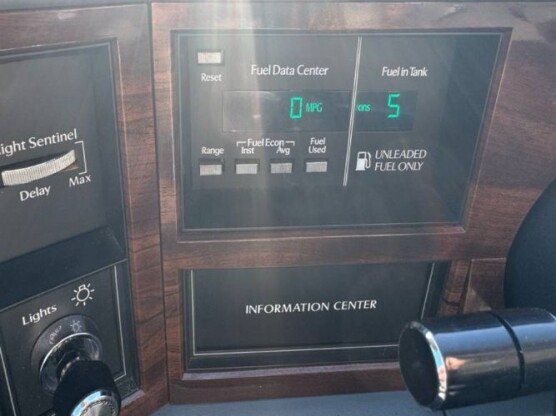 Reset
Fuel Data Center
Fuel in Tank
0 MPG
ons 5
Range
Fuel Econ
Inst
Avg
Fuel
Used
UNLEADED
FUEL ONLY
ight Sentinel
Delay
Max
Lights
INFORMATION CENTER